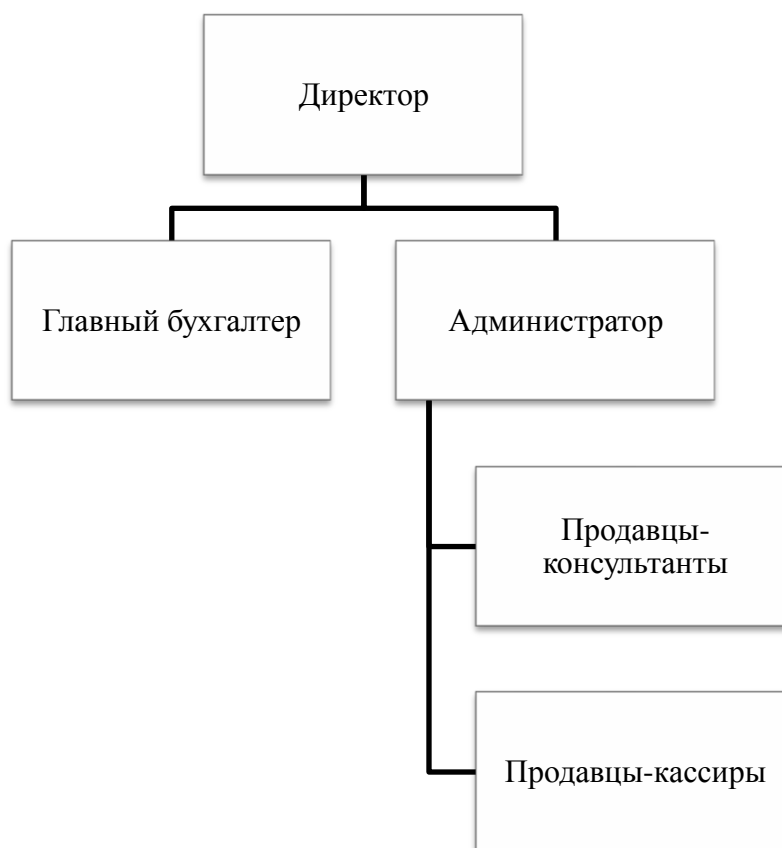 Директор
Главный бухгалтер
Администратор
Продавцы-
консультанты
Продавцы-кассиры